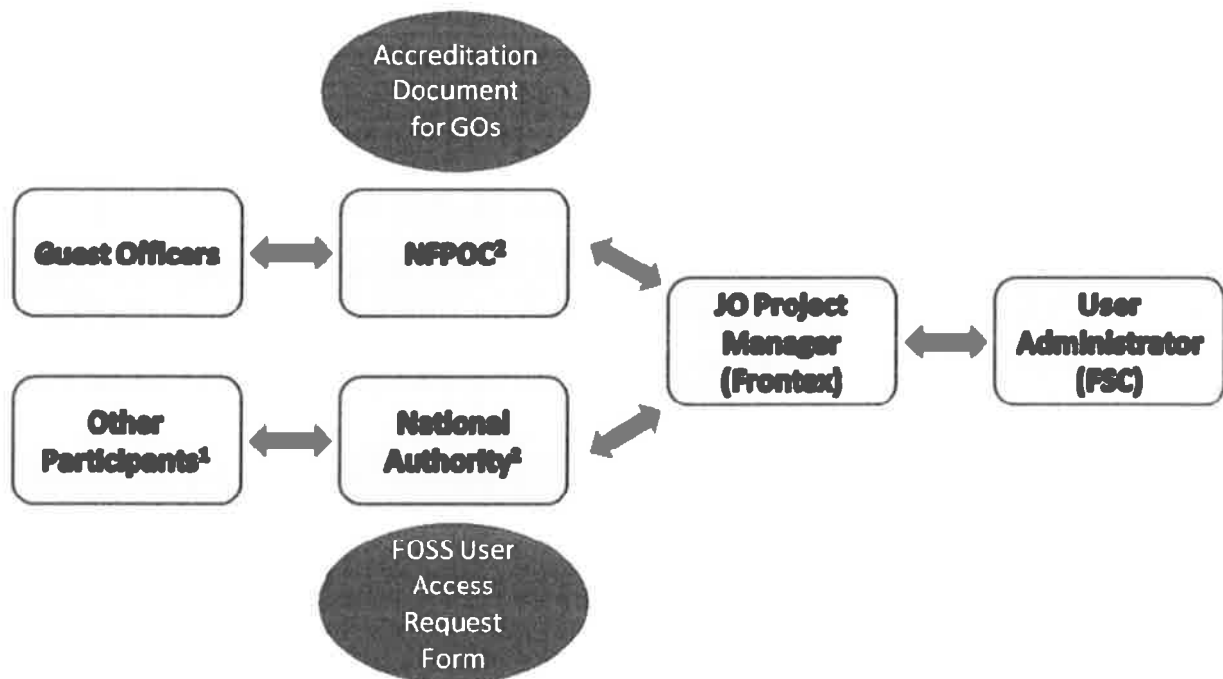 Accreditation
Document
for GOs
Guest Officers
NFPOC²
JO Project
Manager
(Frontex)
User
Administrator
(FSC)
Other
Participants¹
National
Authority²
FOSS User
Access
Request
Form